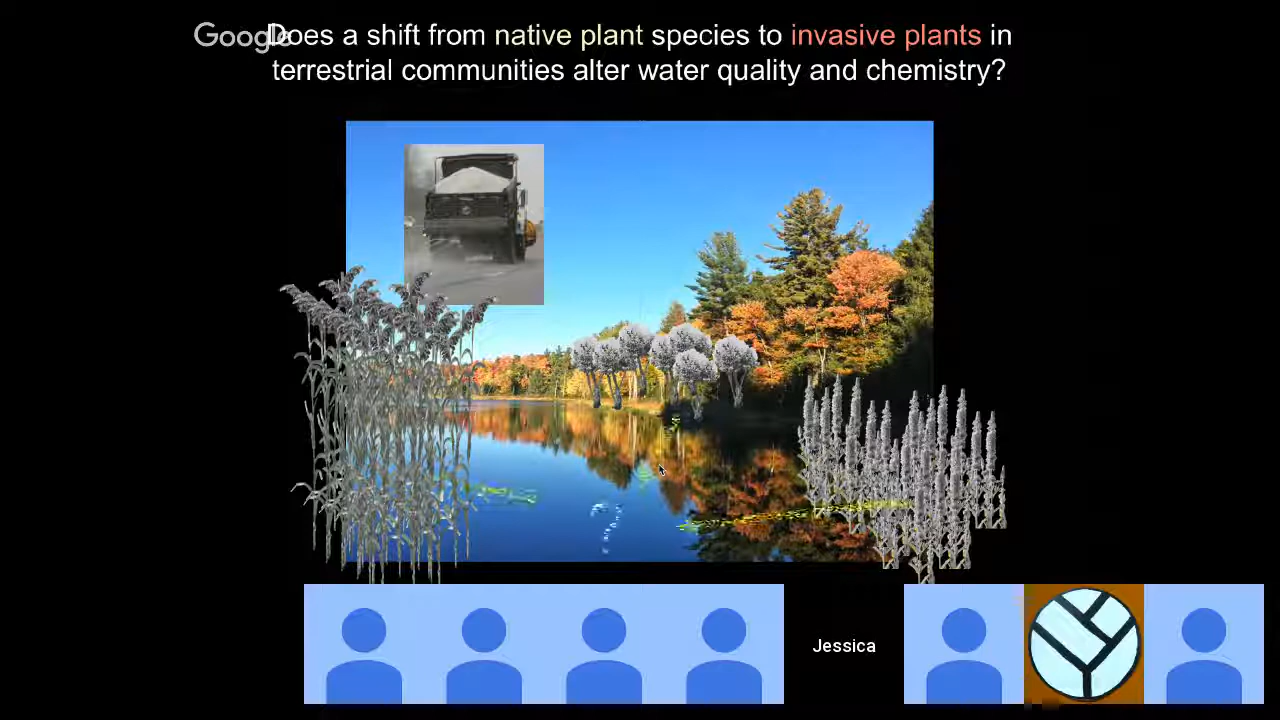 Google
Does a shift from native plant species to invasive plants in
terrestrial communities alter water quality and chemistry?
Jessica